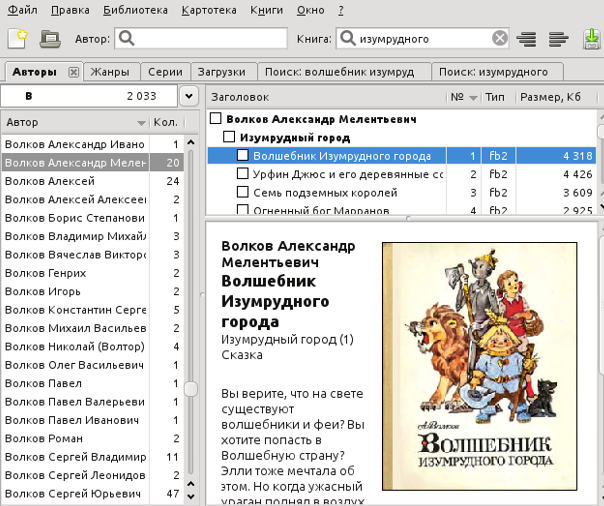 Файл Правка Библиотека Картотека Книги Окно ?
Автор: Книга: изумрудного
Авторы Жанры Серии Загрузки Поиск: волшебник изумруд Поиск: изумрудного
В 2 033
Автор Кол.
Волков Александр Ивано 1
Волков Александр Мелен 20
Волков Алексей 24
Волков Алексей Алексеев 2
Волков Борис Степанови 1
Волков Владимир Михайл 3
Волков Вячеслав Викторо 3
Волков Генрих 2
Волков Игорь 2
Волков Константин Серге 5
Волков Михаил Васильев 2
Волков Николай (Волтор) 4
Волков Олег Васильевич 1
Волков Павел 1
Волков Павел Валерьеви 1
Волков Павел Иванович 1
Волков Роман 2
Волков Сергей Владимир 11
Волков Сергей Леонидов 2
Волков Сергей Юрьевич 47
Заголовок № Тип Размер, Кб
Волков Александр Мелентьевич
Изумрудный город
Волшебник Изумрудного города 1 fb2 4 318
Урфин Джюс и его деревянные со 2 fb2 4 426
Семь подземных королей 3 fb2 3 609
Огненный бог Марранов 4 fb2 2 925
Волков Александр
Мелентьевич
Волшебник
Изумрудного
города
Изумрудный город (1)
Сказка
Вы верите, что на свете
существуют
волшебники и феи? Вы
хотите попасть в
Волшебную страну?
Элли тоже мечтала об
этом. Но когда ужасный
ураган поднял в воздух
А. Волков
ВОЛШЕБНИК
ИЗУМРУДНОГО ГОРОДА